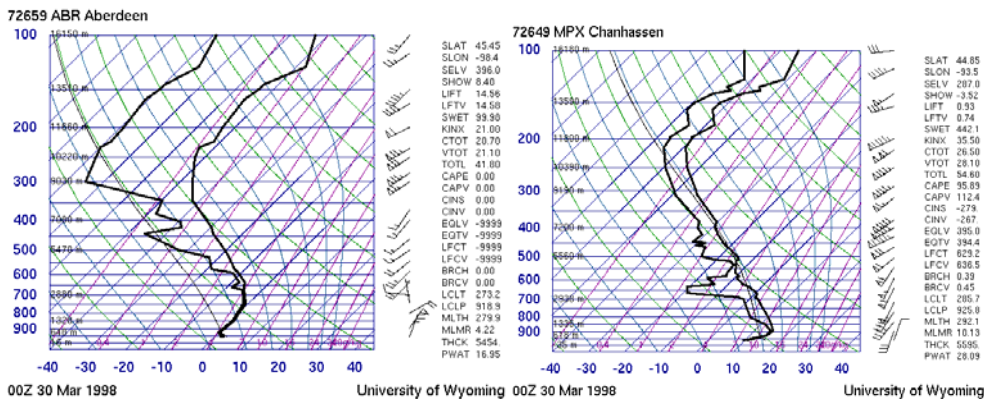 72659 ABR Aberdeen
100
200
300
400
500
600
700
800
900
16150 m
13510 m
11660 m
10220 m
9030 m
5470 m
-40 -30 -20 -10 0 10 20 30 40
00Z 30 Mar 1998
University of Wyoming
SLAT 45.45
SLON -98.4
SELV 396.0
SHOW 8.40
LIFT 14.56
LFTV 14.58
SWET 99.90
KINX 21.00
CTOT 20.70
VTOT 21.10
TOTL 41.80
CAPE 0.00
CAPV 0.00
CINS 0.00
CINV 0.00
EQLV -9999
EQTV -9999
LFCT -9999
LFCV -9999
BRCH 0.00
BRCV 0.00
LCLT 273.2
LCLP 918.9
MLTH 279.9
MLMR 4.22
THCK 5454.
PWAT 16.95
72649 MPX Chanhassen
100
200
300
400
500
600
700
800
900
16180 m
-40 -30 -20 -10 0 10 20 30 40
00Z 30 Mar 1998
University of Wyoming
SLAT 44.85
SLON -93.5
SELV 287.0
SHOW -3.52
LIFT 0.93
LFTV 0.74
SWET 442.1
KINX 35.50
CTOT 26.50
VTOT 28.10
TOTL 54.60
CAPE 95.89
CAPV 112.4
CINS -279.
CINV -267.
EQLV 395.0
EQTV 394.4
LFCT 629.2
LFCV 636.5
BRCH 0.39
BRCV 0.45
LCLT 285.7
LCLP 925.8
MLTH 292.1
MLMR 10.13
THCK 5595.
PWAT 28.09